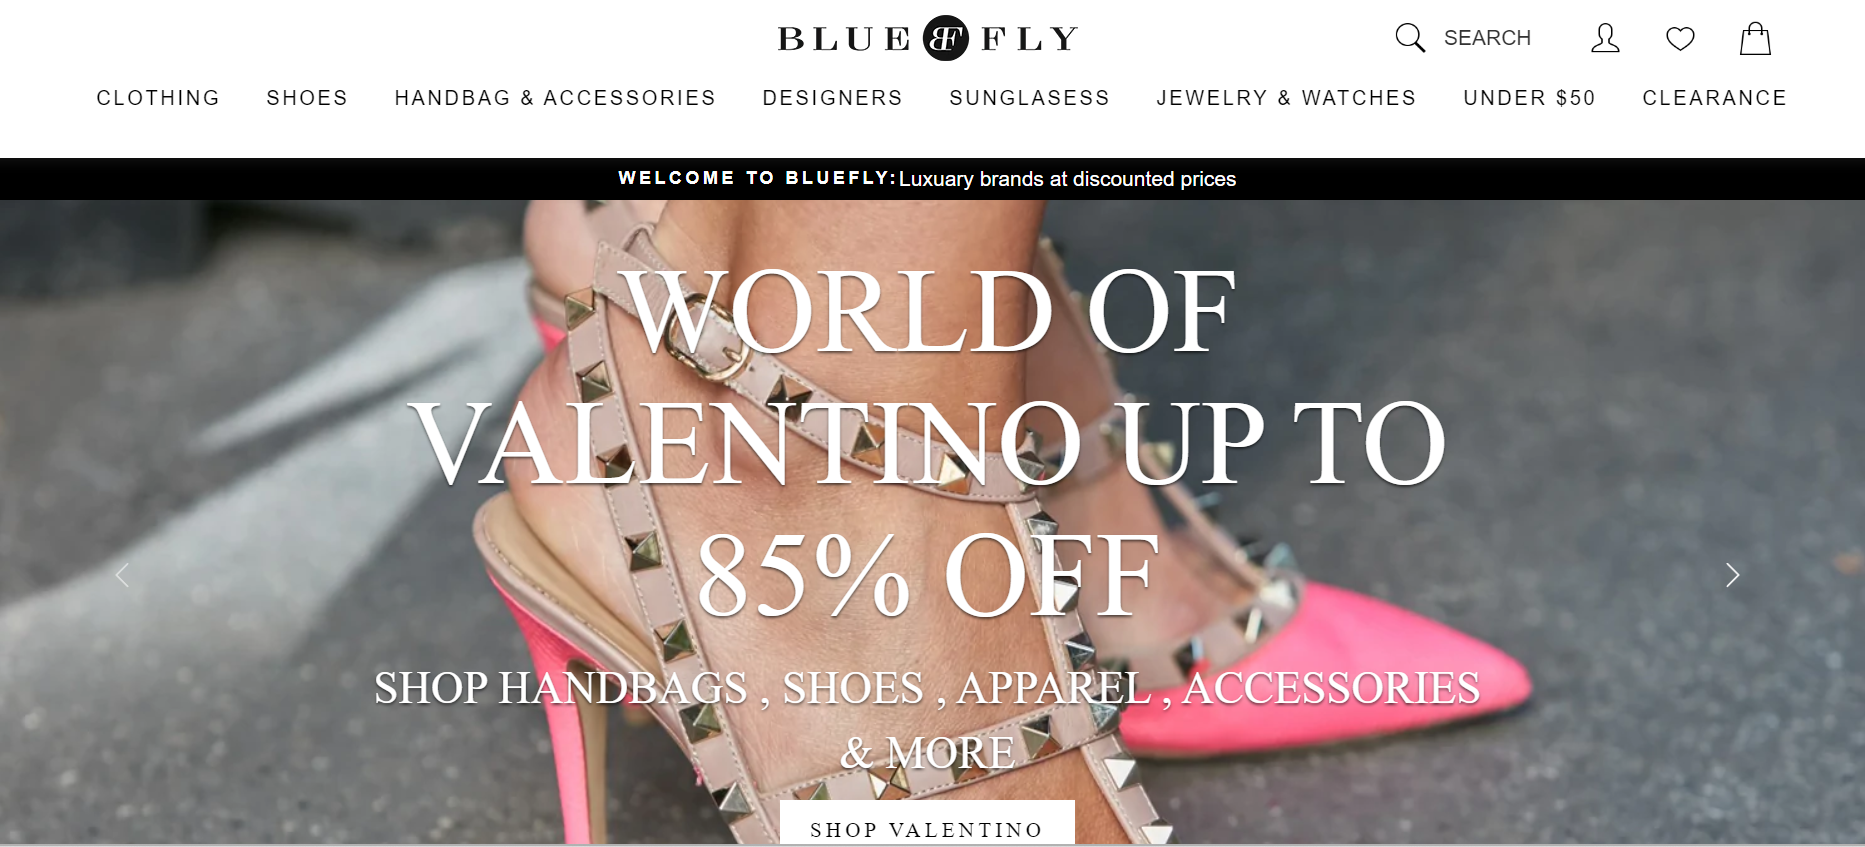 BLUE BF FLY
SEARCH
CLOTHING SHOES HANDBAG & ACCESSORIES DESIGNERS SUNGLASESS JEWELRY & WATCHES UNDER $50 CLEARANCE
WELCOME TO BLUEFLY: Luxuary brands at discounted prices
WORLD OF
VALENTINO UP TO
85% OFF
SHOP HANDBAGS , SHOES , APPAREL , ACCESSORIES
& MORE
SHOP VALENTINO